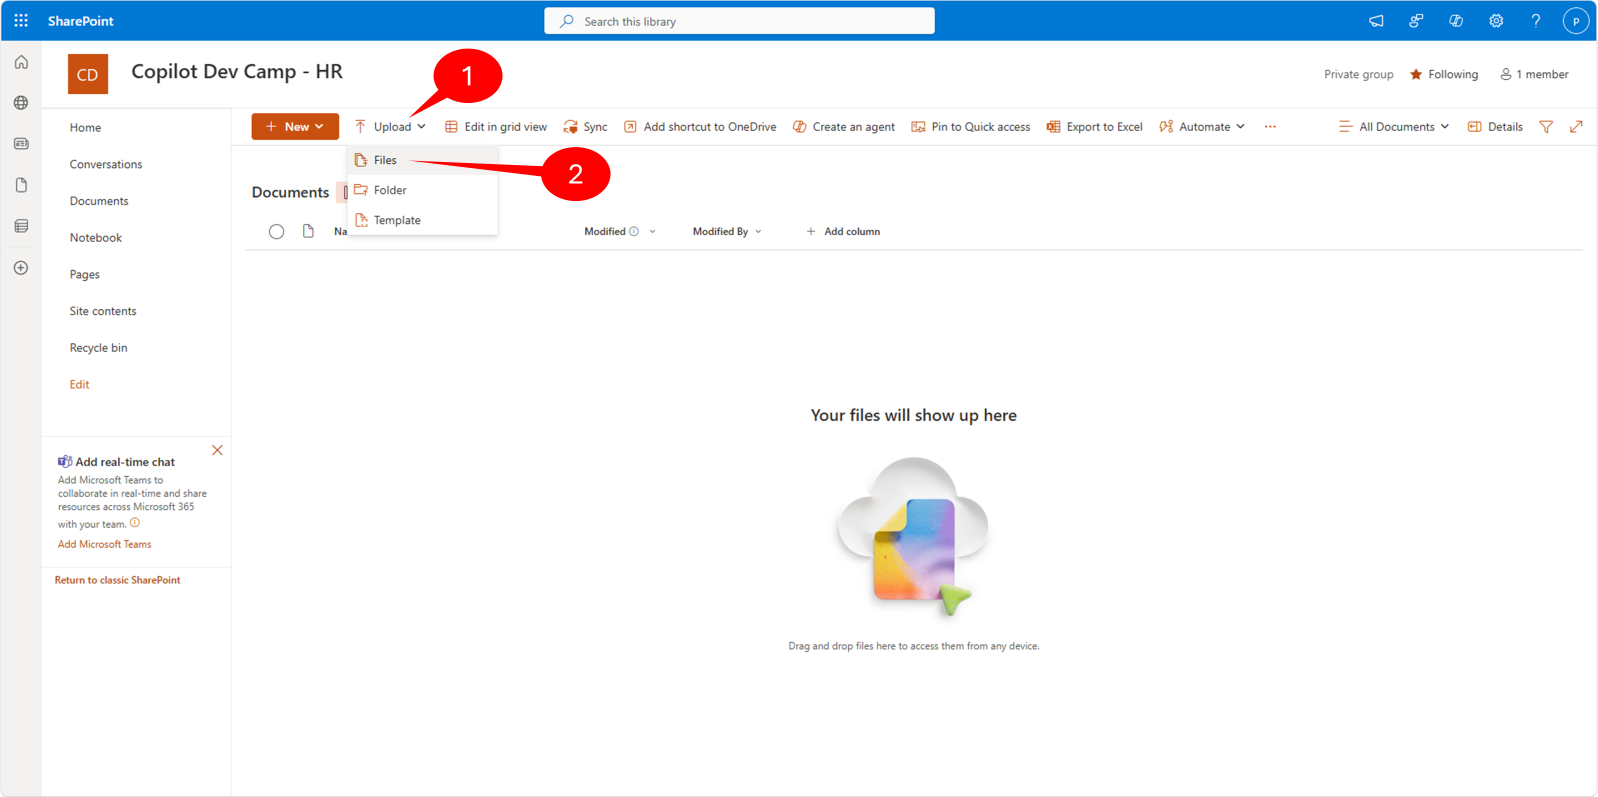 SharePoint
Search this library
P
CD
Copilot Dev Camp - HR
1
Private group
Following
1 member
Home
Conversations
Documents
Notebook
Pages
Site contents
Recycle bin
Edit
New
Upload
Edit in grid view
Sync
Add shortcut to OneDrive
Create an agent
Pin to Quick access
Export to Excel
Automate
All Documents
Details
Files
Folder
Template
2
Documents
Na
Modified
Modified By
Add column
Your files will show up here
Drag and drop files here to access them from any device.
Add real-time chat
Add Microsoft Teams to
collaborate in real-time and share
resources across Microsoft 365
with your team.
Add Microsoft Teams
Return to classic SharePoint